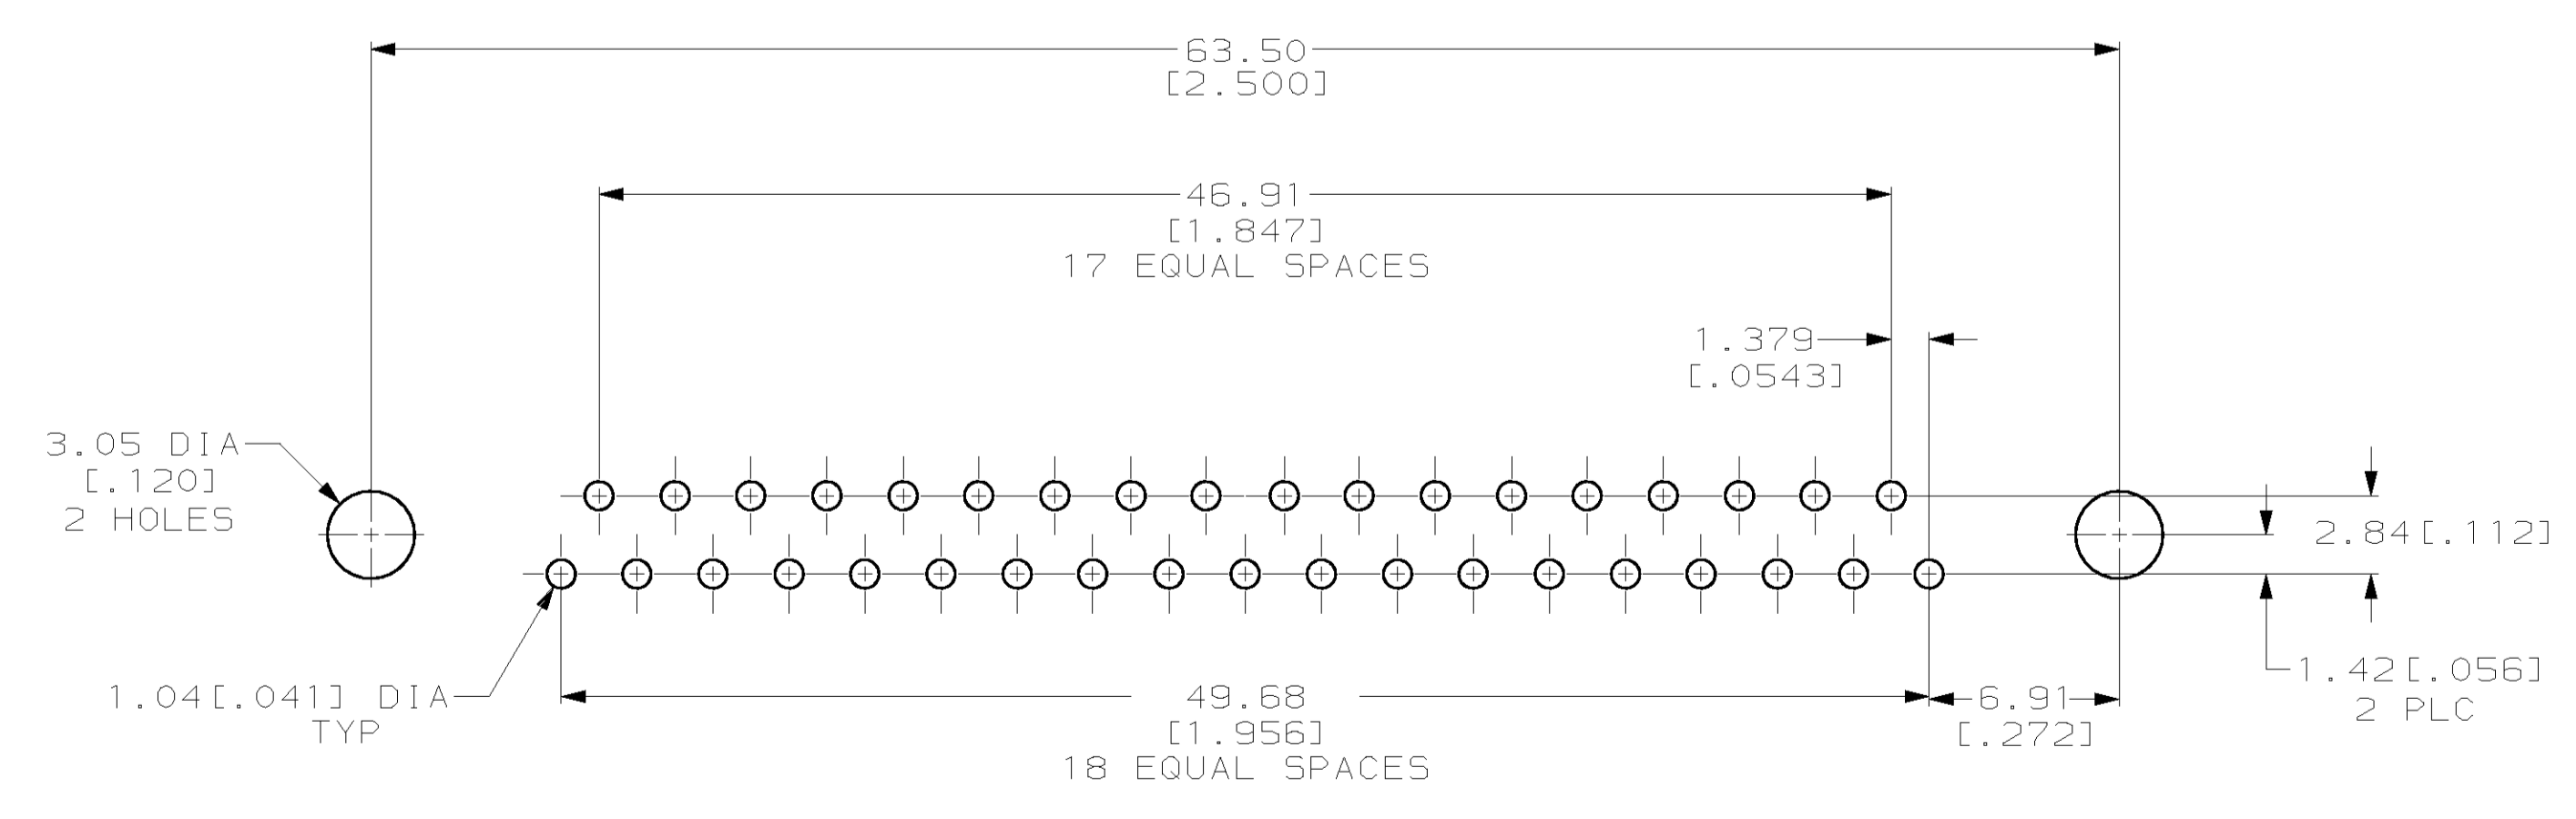 63.50
[2.500]
46.91
[1.847]
17 EQUAL SPACES
1.379
[.0543]
3.05 DIA
[.120]
2 HOLES
2.84[.112]
1.42[.056]
2 PLC
1.04[.041] DIA
TYP
49.68
[1.956]
18 EQUAL SPACES
6.91
[.272]